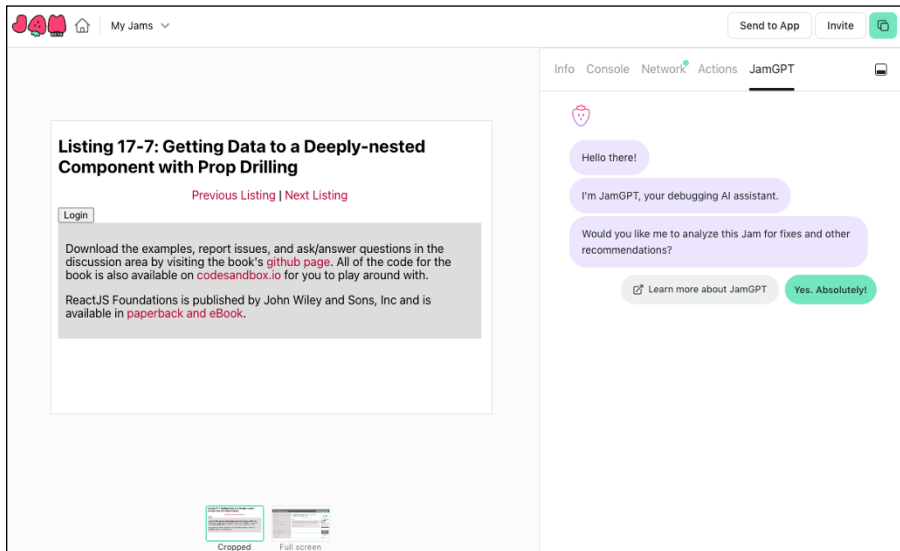 JAM
My Jams
Send to App
Invite
Info
Console
Network
Actions
JamGPT
Listing 17-7: Getting Data to a Deeply-nested
Component with Prop Drilling
Previous Listing | Next Listing
Login
Download the examples, report issues, and ask/answer questions in the
discussion area by visiting the book's github page. All of the code for the
book is also available on codesandbox.io for you to play around with.
ReactJS Foundations is published by John Wiley and Sons, Inc and is
available in paperback and eBook.
Hello there!
I'm JamGPT, your debugging AI assistant.
Would you like me to analyze this Jam for fixes and other
recommendations?
Learn more about JamGPT
Yes. Absolutely!
Cropped
Full screen